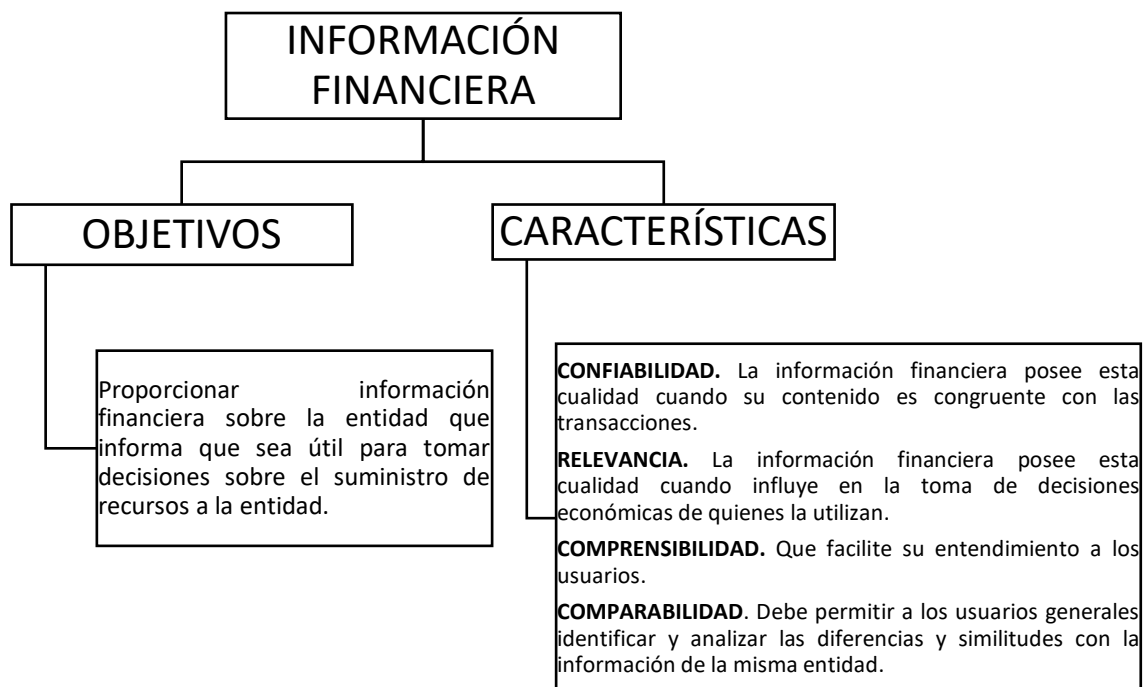 INFORMACIÓN
FINANCIERA
OBJETIVOS
CARACTERÍSTICAS
Proporcionar información
financiera sobre la entidad que
informa que sea útil para tomar
decisiones sobre el suministro de
recursos a la entidad.
CONFIABILIDAD. La información financiera posee esta
cualidad cuando su contenido es congruente con las
transacciones.
RELEVANCIA. La información financiera posee esta
cualidad cuando influye en la toma de decisiones
económicas de quienes la utilizan.
COMPRENSIBILIDAD. Que facilite su entendimiento a los
usuarios.
COMPARABILIDAD. Debe permitir a los usuarios generales
identificar y analizar las diferencias y similitudes con la
información de la misma entidad.